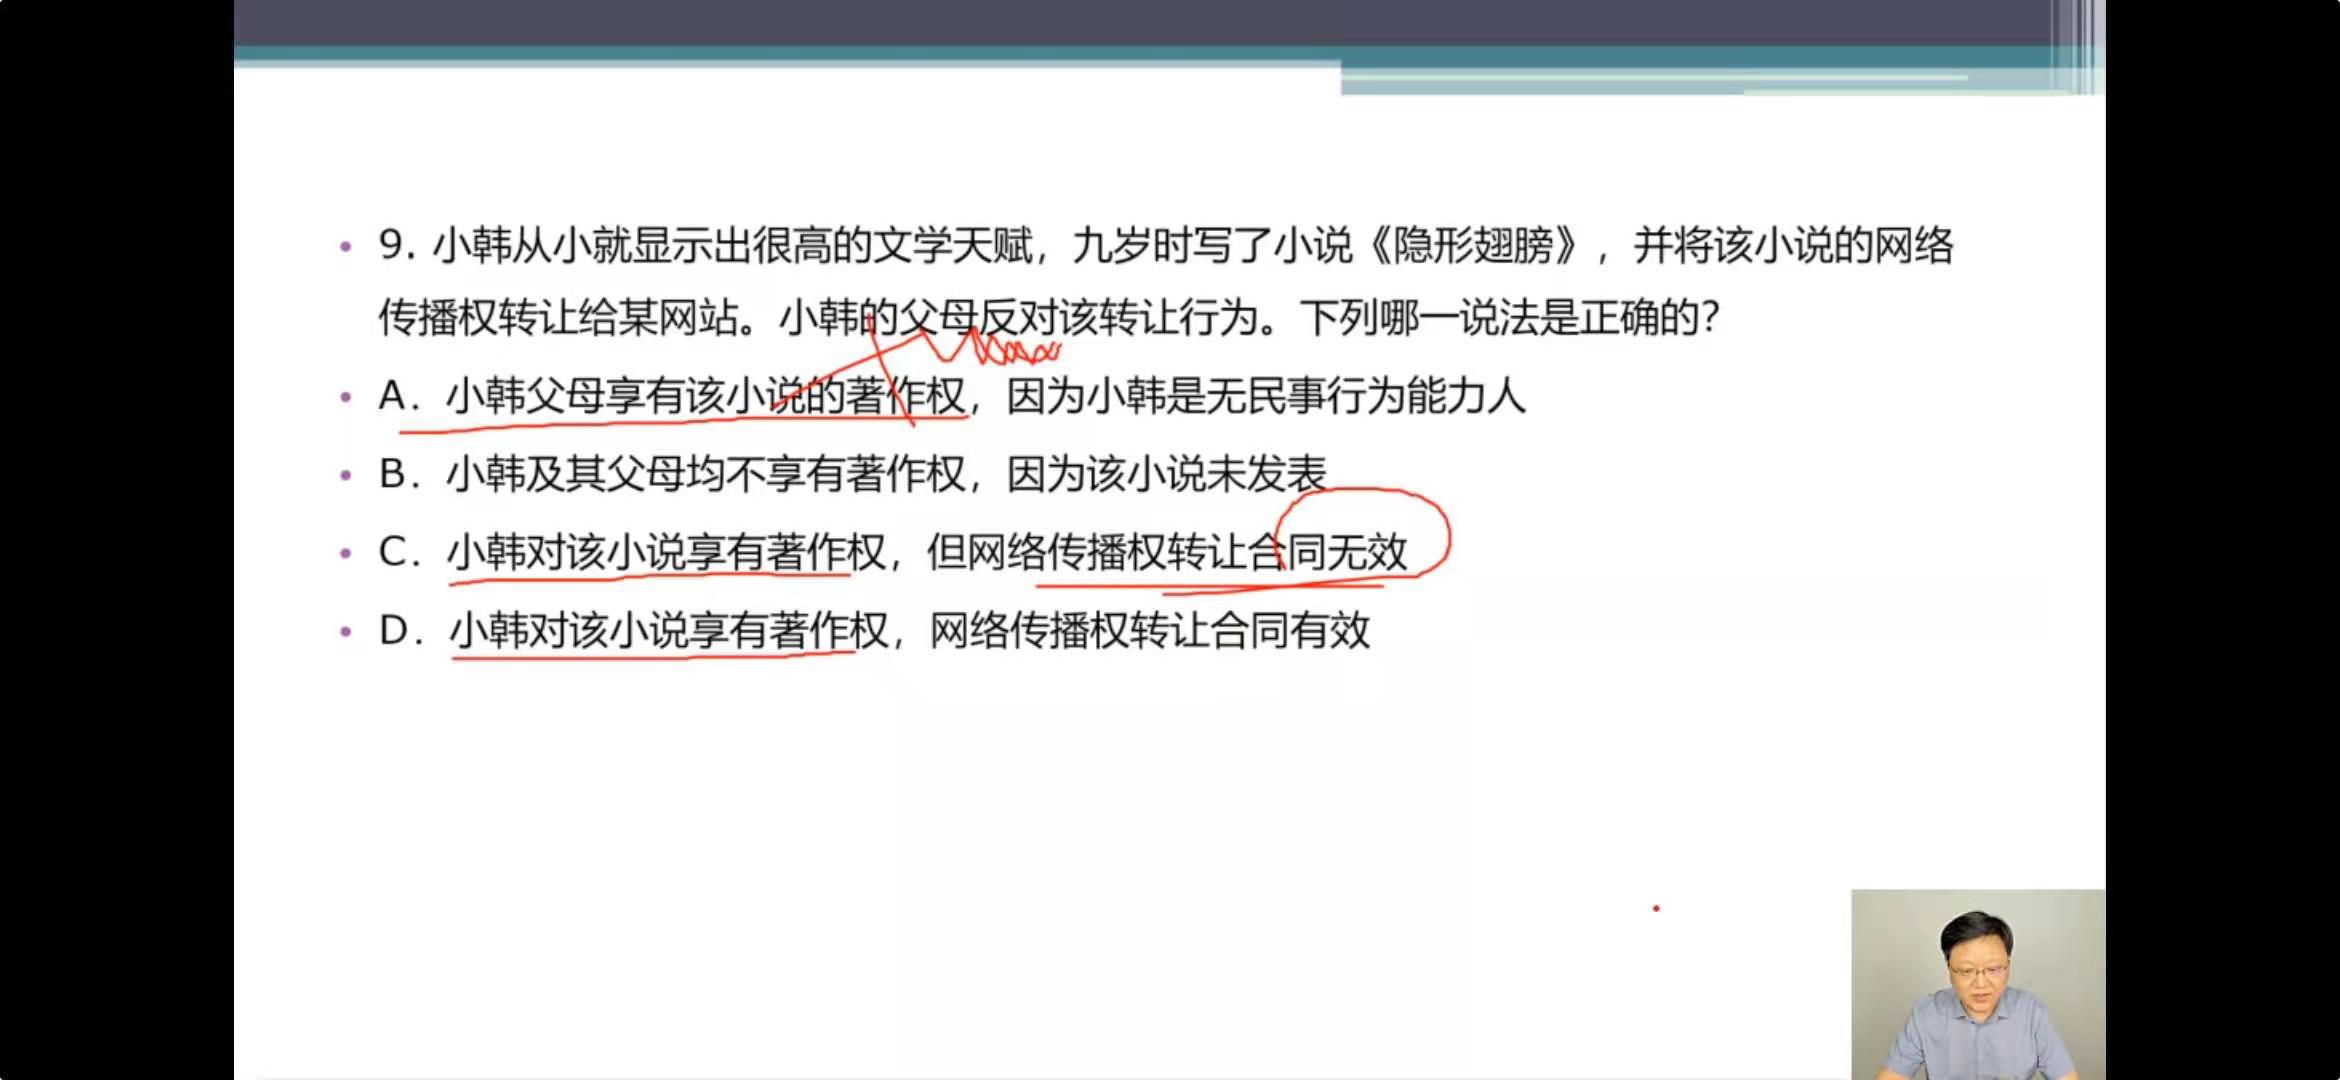 9. 小韩从小就显示出很高的文学天赋，九岁时写了小说《隐形翅膀》，并将该小说的网络
传播权转让给某网站。小韩的父母反对该转让行为。下列哪一说法是正确的？
A. 小韩父母享有该小说的著作权，因为小韩是无民事行为能力人
B. 小韩及其父母均不享有著作权，因为该小说未发表
C. 小韩对该小说享有著作权，但网络传播权转让合同无效
D. 小韩对该小说享有著作权，网络传播权转让合同有效